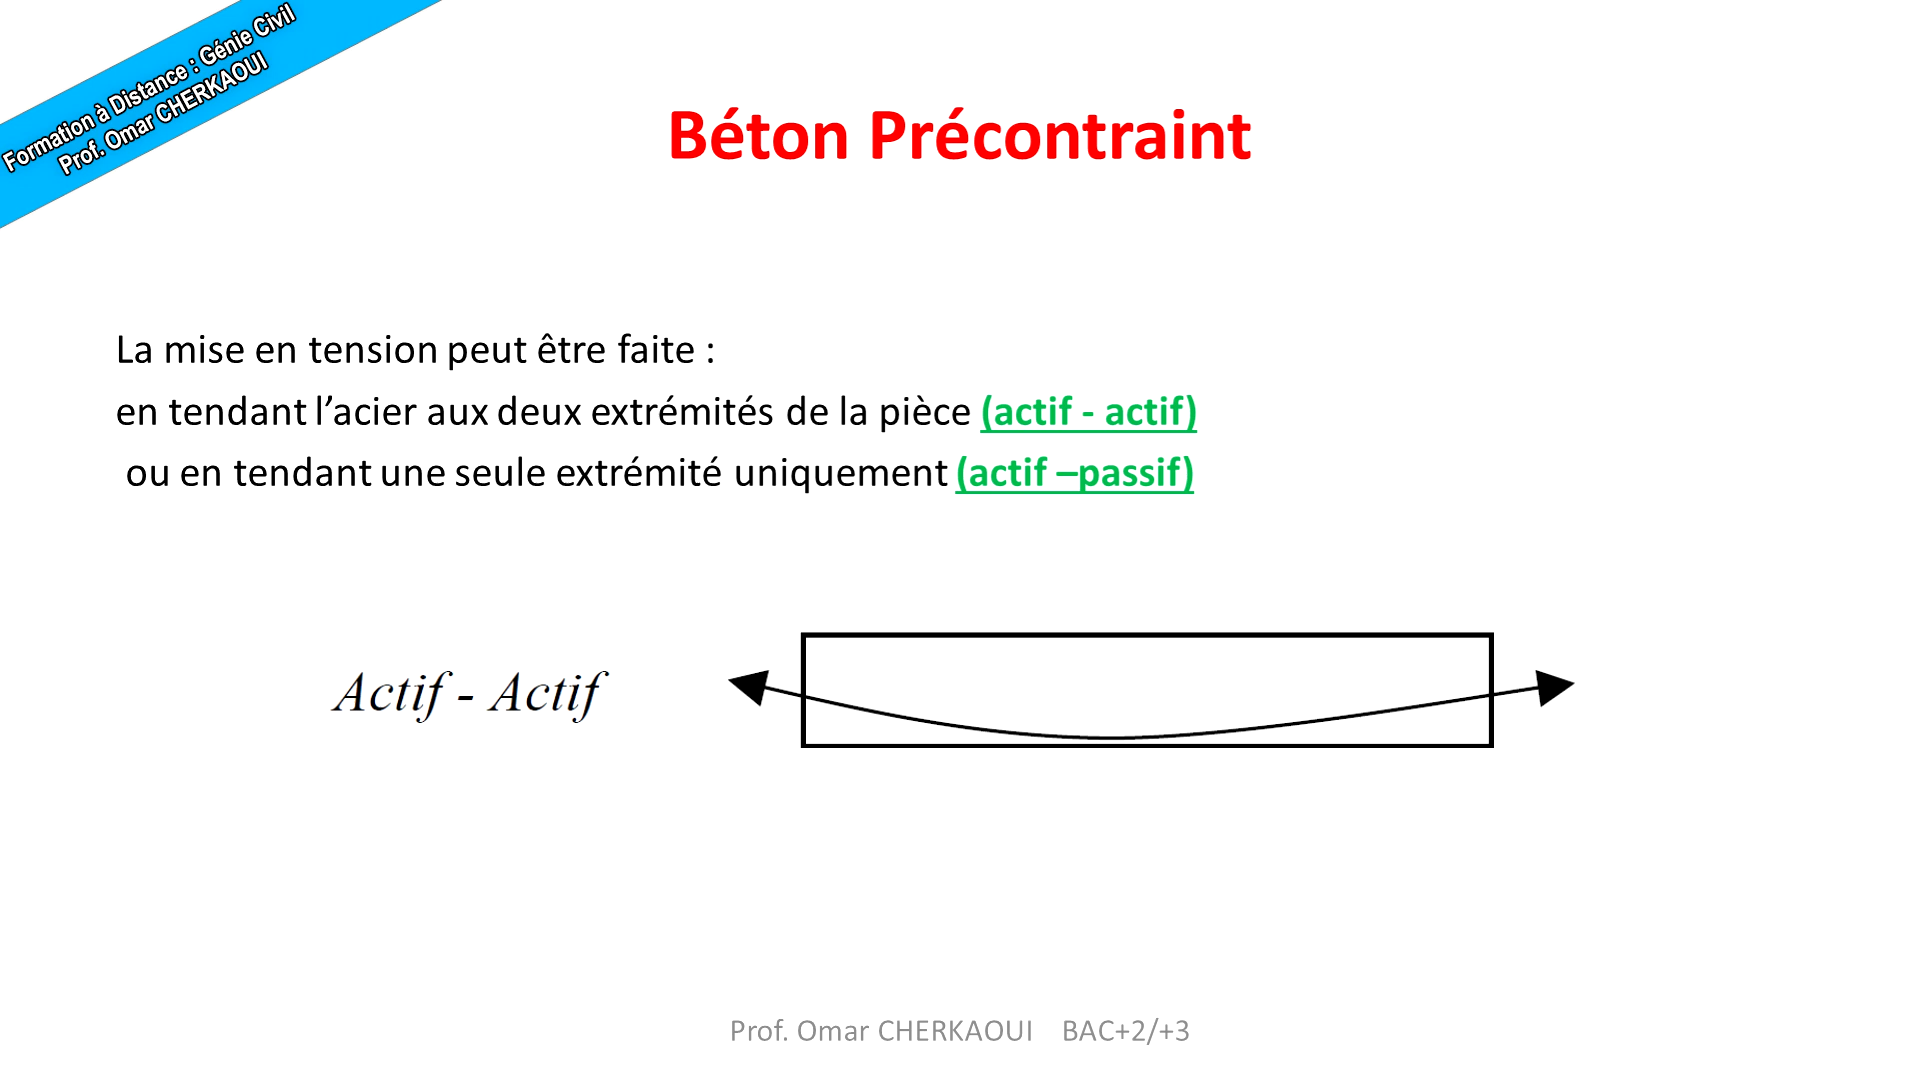 Formation à Distance : Génie Civil
Prof. Omar CHERKAOUI
Béton Précontraint
La mise en tension peut être faite :
en tendant l’acier aux deux extrémités de la pièce (actif - actif)
ou en tendant une seule extrémité uniquement (actif –passif)
Actif - Actif
Prof. Omar CHERKAOUI BAC+2/+3